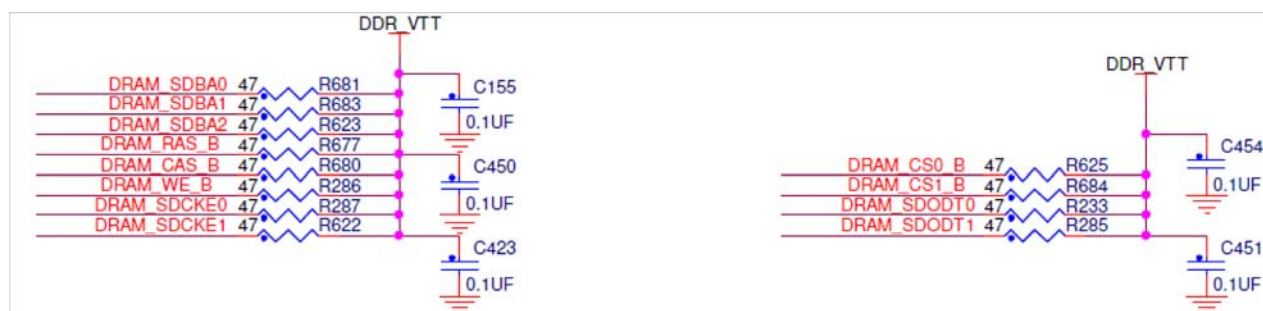 DDR_VTT
DRAM_SDBA0 47 R681
DRAM_SDBA1 47 R683
DRAM_SDBA2 47 R623
DRAM_RAS_B 47 R677
DRAM_CAS_B 47 R680
DRAM_WE_B 47 R286
DRAM_SDCKE0 47 R287
DRAM_SDCKE1 47 R622
C155
0.1UF
C450
0.1UF
C423
0.1UF
DDR_VTT
DRAM_CS0_B 47 R625
DRAM_CS1_B 47 R684
DRAM_SDODT0 47 R233
DRAM_SDODT1 47 R285
C454
0.1UF
C451
0.1UF